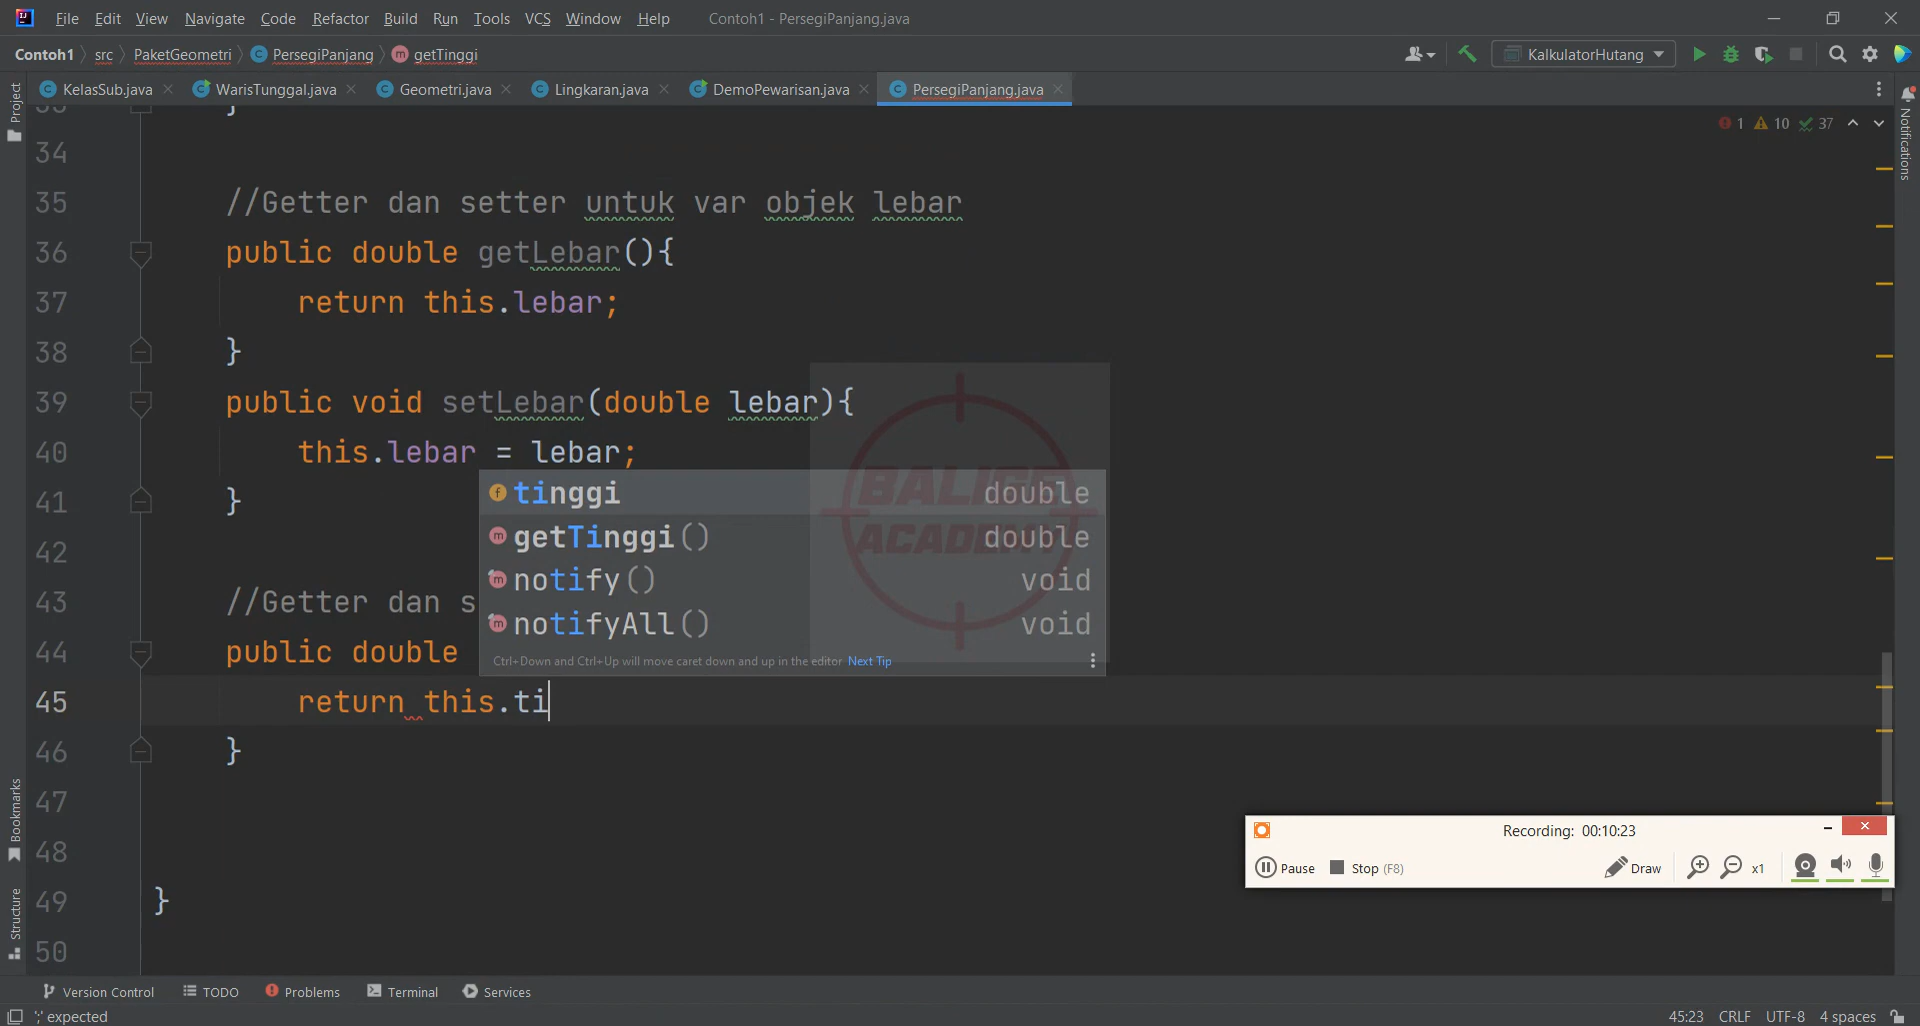 File Edit View Navigate Code Refactor Build Run Tools VCS Window Help Contoh1 - PersegiPanjang.java
Contoh1 src PaketGeometri PersegiPanjang getTinggi KalkulatorHutang
KelasSub.java WarisTunggal.java Geometri.java Lingkaran.java DemoPewarisan.java PersegiPanjang.java
Project
Notifications
1 10 37
}
34
35 //Getter dan setter untuk var objek lebar
36 public double getLebar(){
37 return this.lebar;
38 }
39 public void setLebar(double lebar){
40 this.lebar = lebar;
41 }
42
43 //Getter dan s
44 public double
45 return this.ti
46 }
47
48
49 }
50
tinggi double
getTinggi() double
notify() void
notifyAll() void
Ctrl+Down and Ctrl+Up will move caret down and up in the editor Next Tip
BALIGE
ACADEMY
Recording: 00:10:23
Pause Stop (F8) Draw x1
Bookmarks
Structure
Version Control TODO Problems Terminal Services
';' expected 45:23 CRLF UTF-8 4 spaces